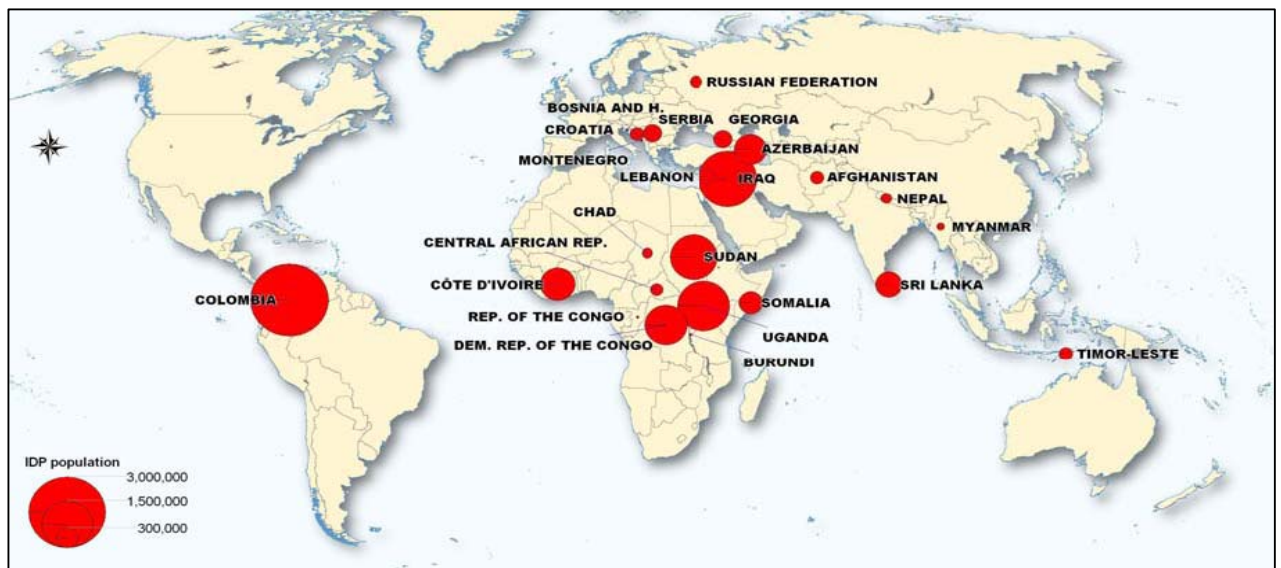 RUSSIAN FEDERATION
BOSNIA AND H.
SERBIA
GEORGIA
CROATIA
AZERBAIJAN
MONTENEGRO
LEBANON
IRAQ
AFGHANISTAN
NEPAL
CHAD
MYANMAR
CENTRAL AFRICAN REP.
SUDAN
CÔTE D'IVOIRE
SRI LANKA
COLOMBIA
SOMALIA
REP. OF THE CONGO
UGANDA
DEM. REP. OF THE CONGO
BURUNDI
TIMOR-LESTE
IDP population
3,000,000
1,500,000
300,000